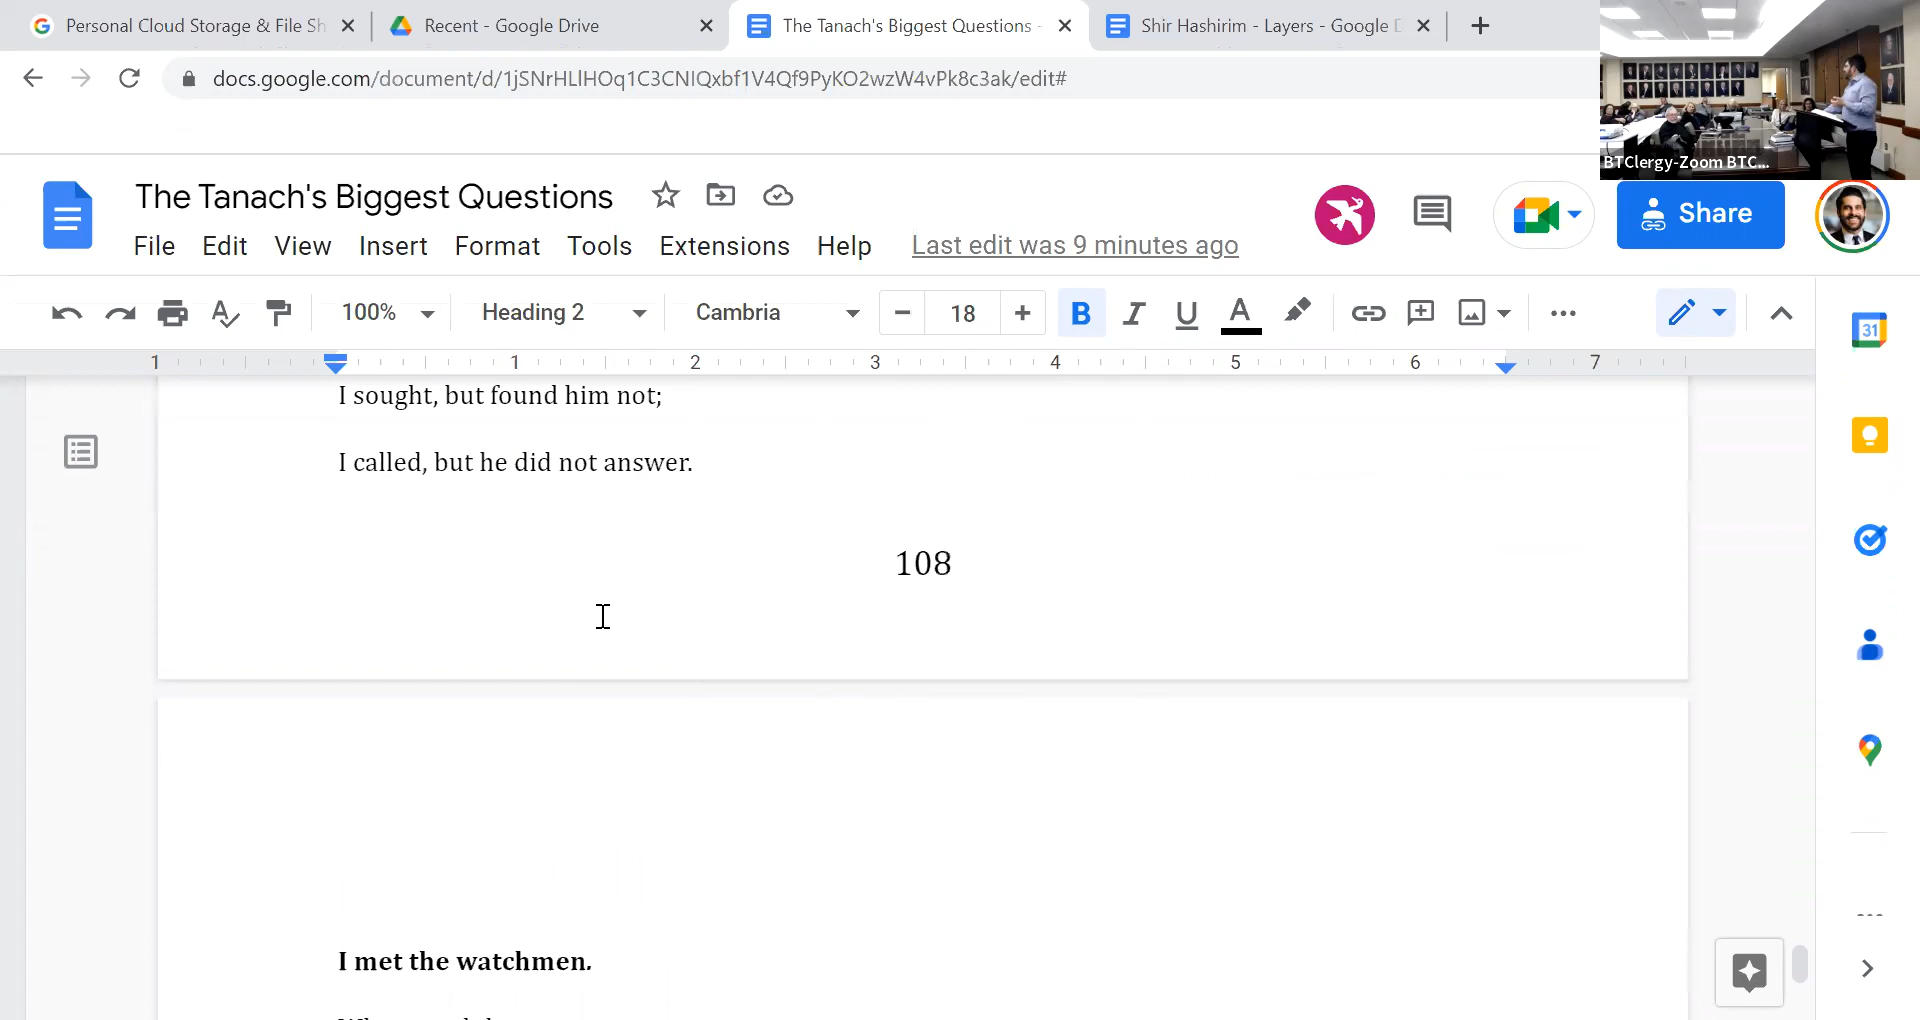 Personal Cloud Storage & File Sh
Recent - Google Drive
The Tanach's Biggest Questions -
Shir Hashirim - Layers - Google D
docs.google.com/document/d/1jSNrHLlHOq1C3CNIQxbf1V4Qf9PyKO2wzW4vPk8c3ak/edit#
BTClergy-Zoom BTC...
The Tanach's Biggest Questions
Share
File Edit View Insert Format Tools Extensions Help Last edit was 9 minutes ago
100% Heading 2 Cambria 18 B I U A
31
1 1 2 3 4 5 6 7
I sought, but found him not;
I called, but he did not answer.
108
I met the watchmen.